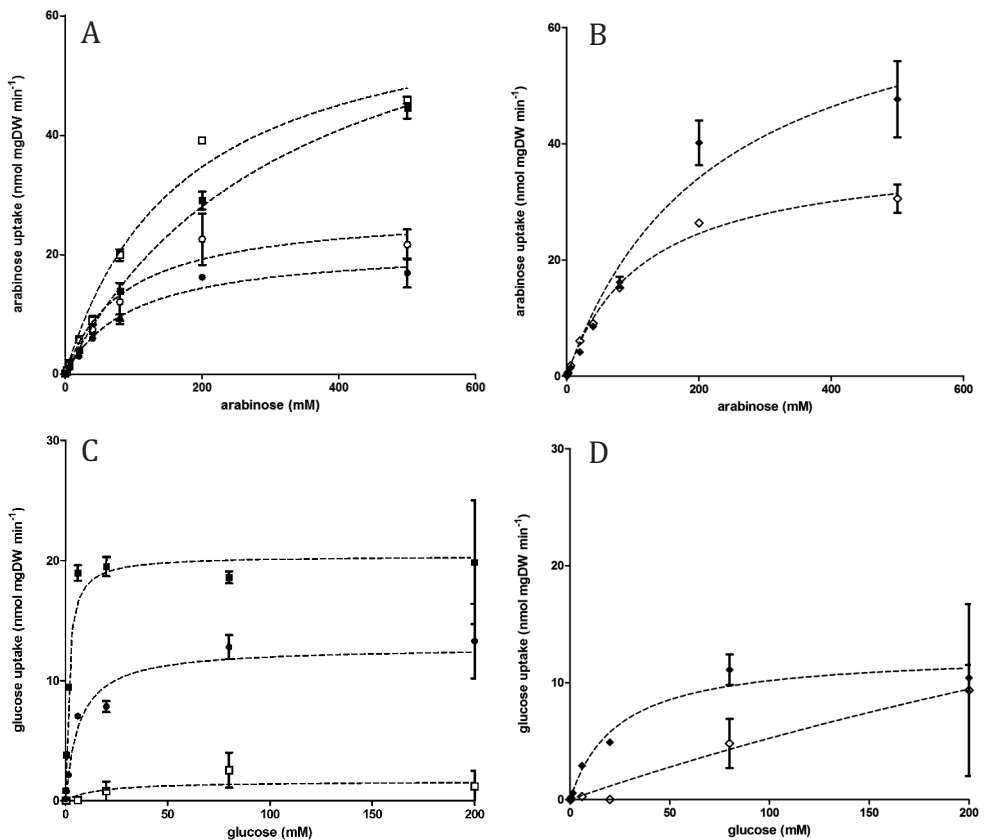 A
60
40
20
0
arabinose uptake (nmol mgDW min⁻¹)
0 200 400 600
arabinose (mM)
B
60
40
20
0
arabinose uptake (nmol mgDW min⁻¹)
0 200 400 600
arabinose (mM)
C
30
20
10
0
glucose uptake (nmol mgDW min⁻¹)
0 50 100 150 200
glucose (mM)
D
30
20
10
0
glucose uptake (nmol mgDW min⁻¹)
0 50 100 150 200
glucose (mM)